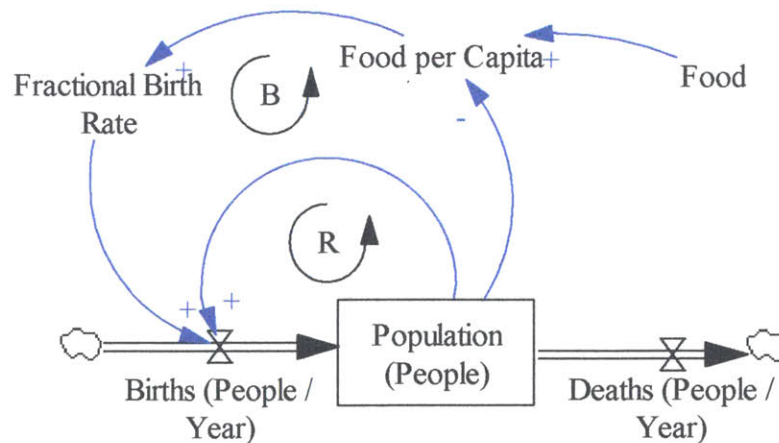 Food per Capita
+
Food
+
Fractional Birth
Rate
B
-
R
+
+
Population
(People)
Births (People /
Year)
Deaths (People /
Year)